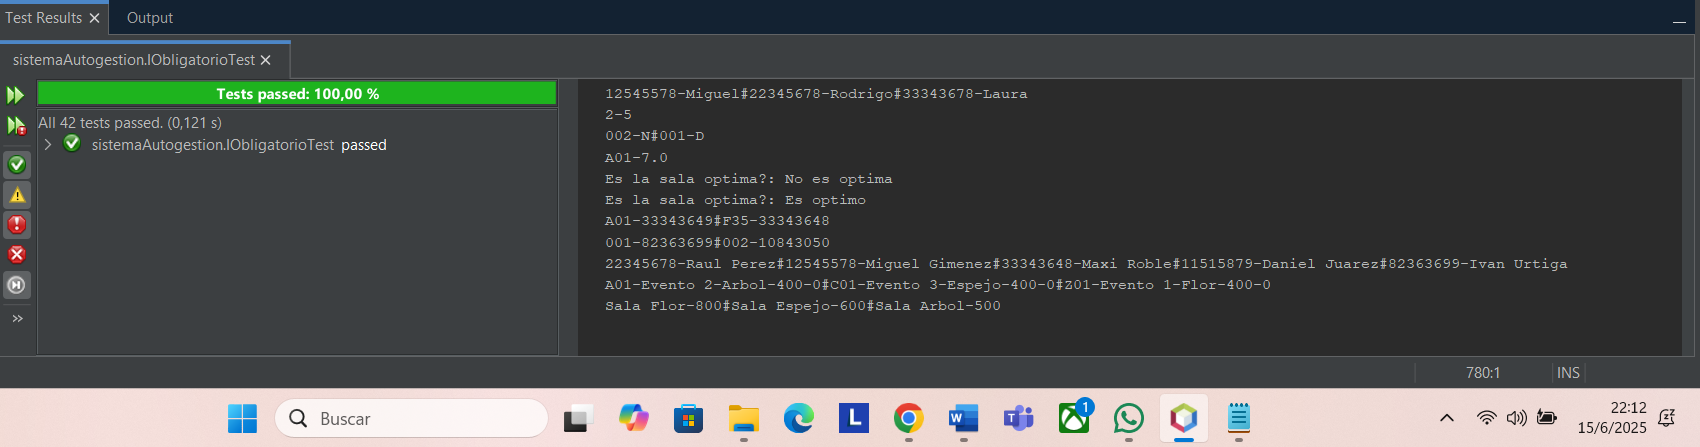 Test Results
Output
sistemaAutogestion.IObligatorioTest
Tests passed: 100,00 %
All 42 tests passed. (0,121 s)
sistemaAutogestion.IObligatorioTest passed
12545578-Miguel#22345678-Rodrigo#33343678-Laura
2-5
002-N#001-D
A01-7.0
Es la sala optima?: No es optima
Es la sala optima?: Es optimo
A01-33343649#F35-33343648
001-82363699#002-10843050
22345678-Raul Perez#12545578-Miguel Gimenez#33343648-Maxi Roble#11515879-Daniel Juarez#82363699-Ivan Urtiga
A01-Evento 2-Arbol-400-0#C01-Evento 3-Espejo-400-0#Z01-Evento 1-Flor-400-0
Sala Flor-800#Sala Espejo-600#Sala Arbol-500
780:1
INS
Buscar
L
W
1
22:12
15/6/2025